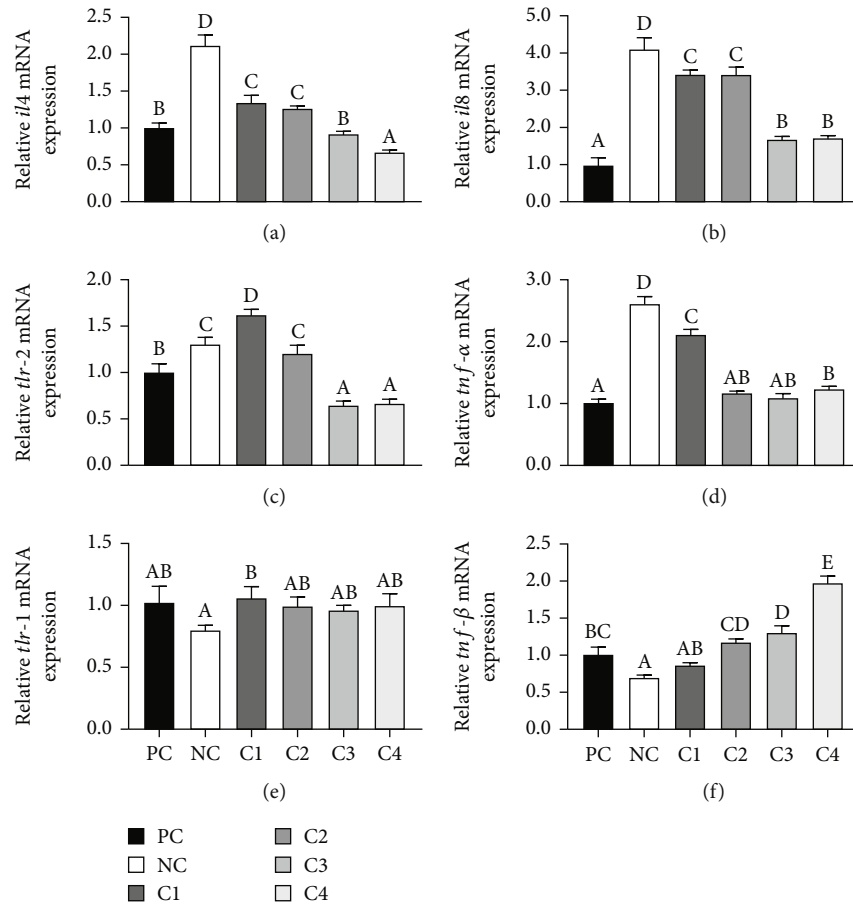 Relative il4 mRNA
expression
2.5
2.0
1.5
1.0
0.5
0.0
B
D
C
C
B
A
(a)
Relative il8 mRNA
expression
5.0
4.0
3.0
2.0
1.0
0.0
A
D
C
C
B
B
(b)
Relative tlr-2 mRNA
expression
2.0
1.5
1.0
0.5
0.0
B
C
D
C
A
A
(c)
Relative tnf-α mRNA
expression
3.0
2.0
1.0
0.0
A
D
C
AB
AB
B
(d)
Relative tlr-1 mRNA
expression
1.5
1.0
0.5
0.0
AB
A
B
AB
AB
AB
PC NC C1 C2 C3 C4
(e)
Relative tnf-β mRNA
expression
2.5
2.0
1.5
1.0
0.5
0.0
BC
A
AB
CD
D
E
PC NC C1 C2 C3 C4
(f)
PC
NC
C1
C2
C3
C4